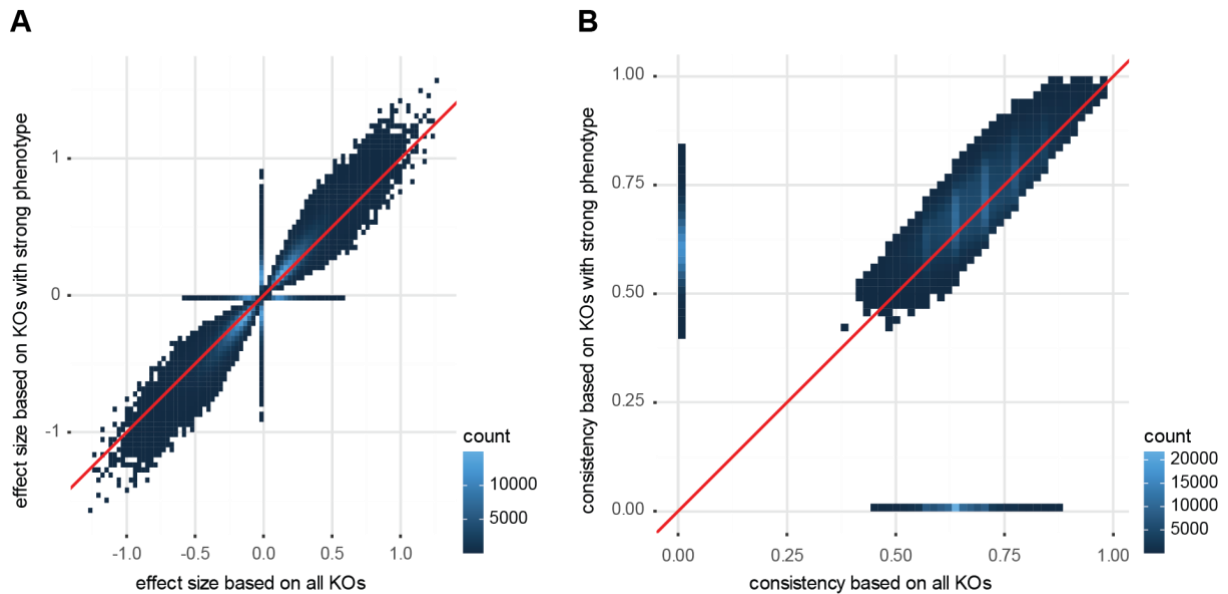 A
effect size based on KOs with strong phenotype
1
0
-1
-1.0 -0.5 0.0 0.5 1.0
effect size based on all KOs
count
10000
5000
B
consistency based on KOs with strong phenotype
1.00
0.75
0.50
0.25
0.00
0.00 0.25 0.50 0.75 1.00
consistency based on all KOs
count
20000
15000
10000
5000